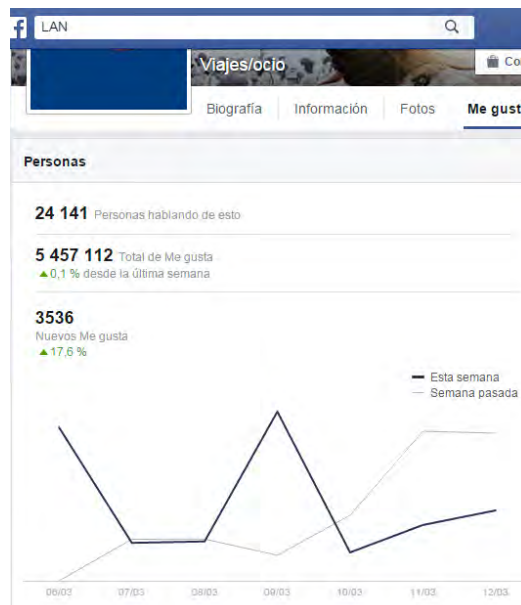 f LAN
Viajes/ocio
Co
Biografía Información Fotos Me gust
Personas
24 141 Personas hablando de esto
5 457 112 Total de Me gusta
▲0,1 % desde la última semana
3536
Nuevos Me gusta
▲17,6 %
Esta semana
Semana pasada
06/03 07/03 08/03 09/03 10/03 11/03 12/03